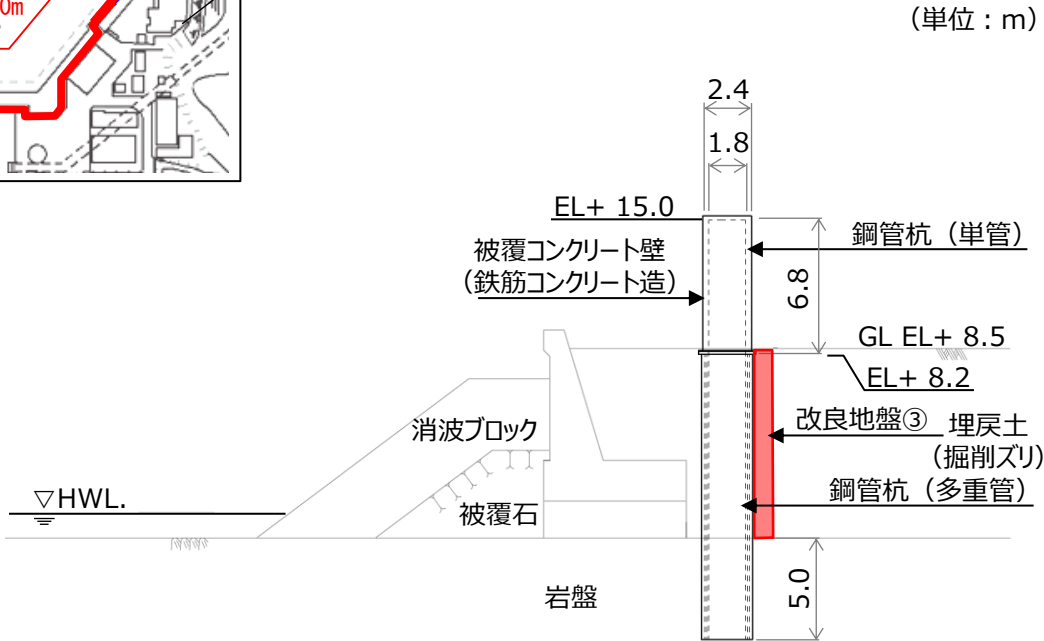 0m
（単位：m）
2.4
1.8
EL+ 15.0
鋼管杭（単管）
被覆コンクリート壁
（鉄筋コンクリート造）
6.8
GL EL+ 8.5
EL+ 8.2
改良地盤③
埋戻土
（掘削ズリ）
消波ブロック
鋼管杭（多重管）
▽HWL.
被覆石
岩盤
5.0